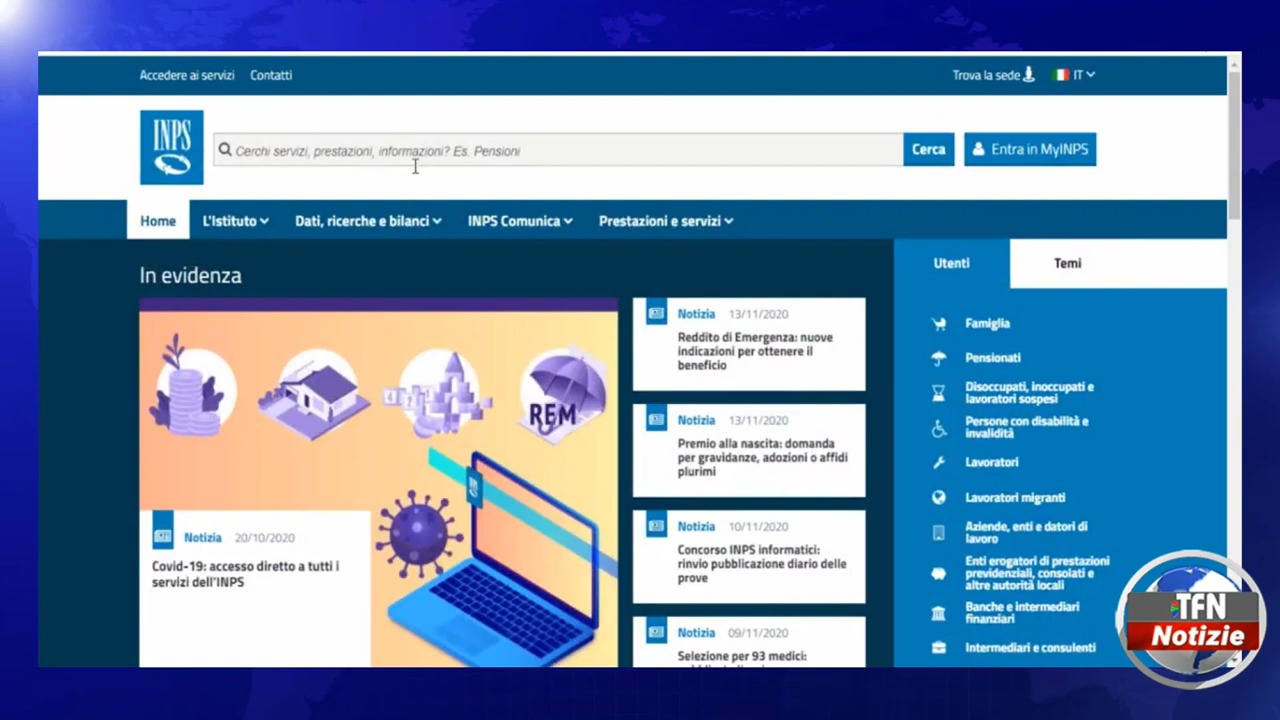 Accedere ai servizi Contatti
Trova la sede IT
INPS
Cerchi servizi, prestazioni, informazioni? Es. Pensioni
Cerca
Entra in MyINPS
Home L'Istituto Dati, ricerche e bilanci INPS Comunica Prestazioni e servizi
In evidenza
REM
Notizia 20/10/2020
Covid-19: accesso diretto a tutti i
servizi dell'INPS
Notizia 13/11/2020
Reddito di Emergenza: nuove
indicazioni per ottenere il
beneficio
Notizia 13/11/2020
Premio alla nascita: domanda
per gravidanze, adozioni o affidi
plurimi
Notizia 10/11/2020
Concorso INPS informatici:
rinvio pubblicazione diario delle
prove
Notizia 09/11/2020
Selezione per 93 medici:
Utenti Temi
Famiglia
Pensionati
Disoccupati, inoccupati e
lavoratori sospesi
Persone con disabilità e
invalidità
Lavoratori
Lavoratori migranti
Aziende, enti e datori di
lavoro
Enti erogatori di prestazioni
previdenziali, consolati e
altre autorità locali
Banche e intermediari
finanziari
Intermediari e consulenti
TFN
Notizie